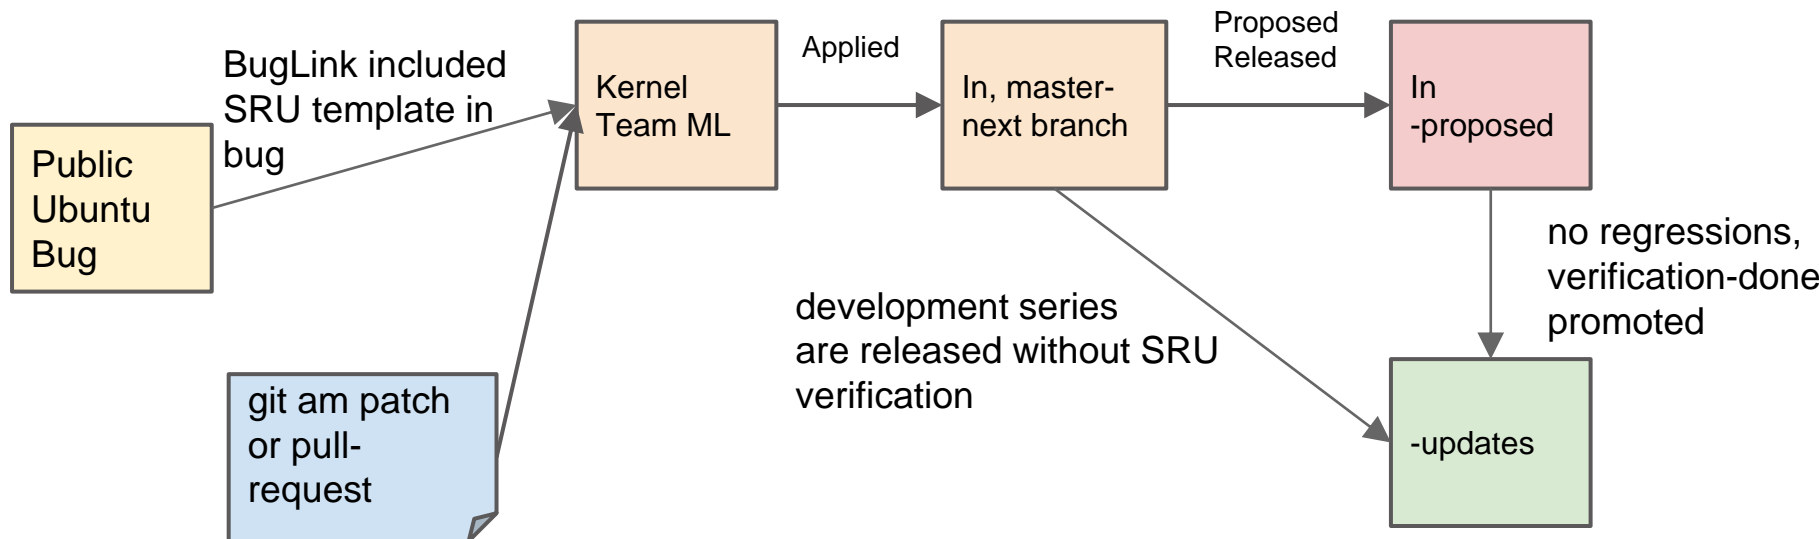 Public
Ubuntu
Bug
BugLink included
SRU template in
bug
git am patch
or pull-
request
Kernel
Team ML
Applied
In, master-
next branch
Proposed
Released
In
-proposed
no regressions,
verification-done
promoted
development series
are released without SRU
verification
-updates